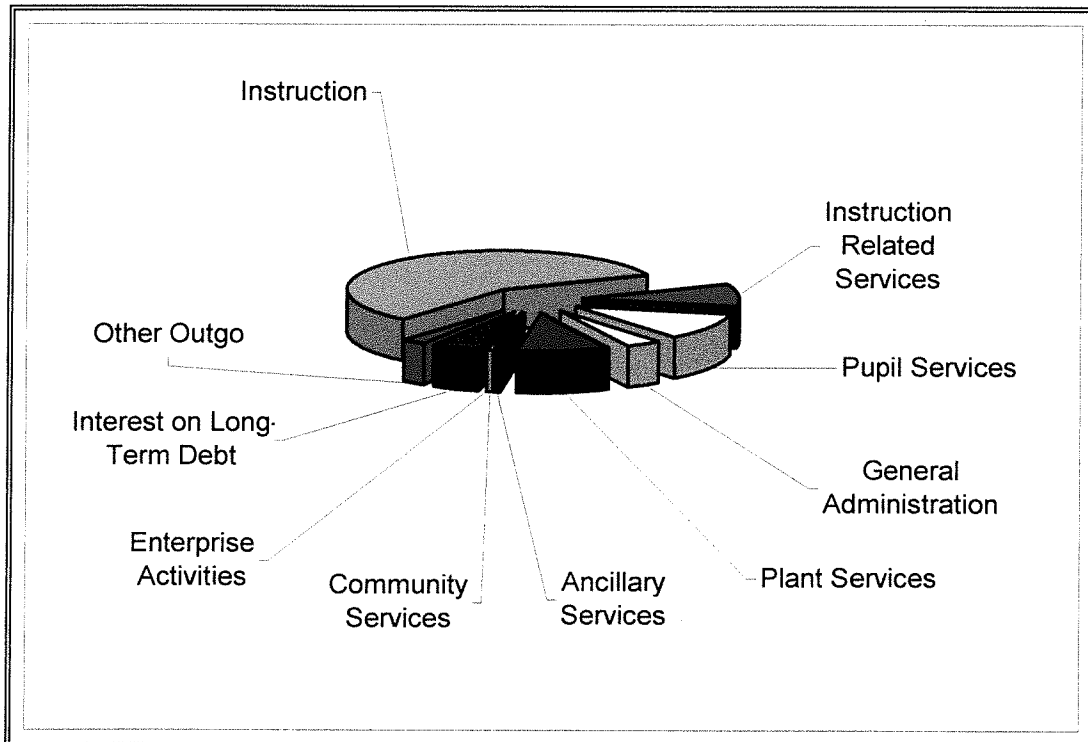 Instruction
Instruction
Related
Services
Other Outgo
Pupil Services
Interest on Long-
Term Debt
General
Administration
Enterprise
Activities
Community
Services
Ancillary
Services
Plant Services